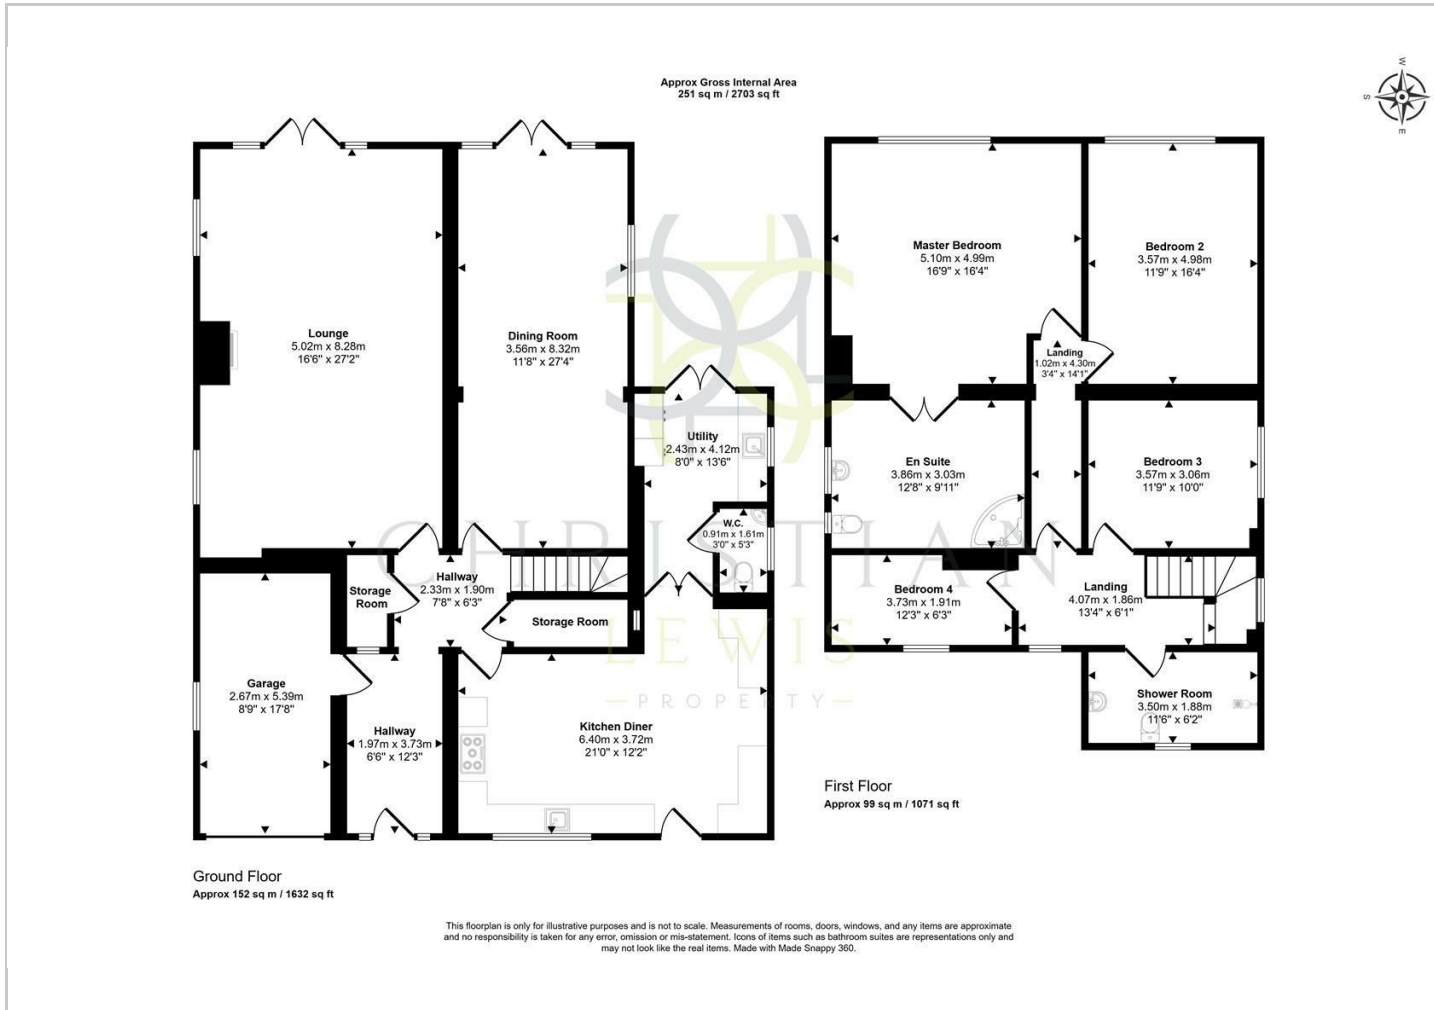 Approx Gross Internal Area
251 sq m / 2703 sq ft
W
S
E
Lounge
5.02m x 8.28m
16'6" x 27'2"
Dining Room
3.56m x 8.32m
11'8" x 27'4"
Utility
2.43m x 4.12m
8'0" x 13'6"
W.C.
0.91m x 1.61m
3'0" x 5'3"
Storage
Room
Hallway
2.33m x 1.90m
7'8" x 6'3"
Storage Room
Garage
2.67m x 5.39m
8'9" x 17'8"
Hallway
1.97m x 3.73m
6'6" x 12'3"
Kitchen Diner
6.40m x 3.72m
21'0" x 12'2"
Ground Floor
Approx 152 sq m / 1632 sq ft
Master Bedroom
5.10m x 4.99m
16'9" x 16'4"
Bedroom 2
3.57m x 4.98m
11'9" x 16'4"
Landing
1.02m x 4.30m
3'4" x 14'1"
En Suite
3.86m x 3.03m
12'8" x 9'11"
Bedroom 3
3.57m x 3.06m
11'9" x 10'0"
Bedroom 4
3.73m x 1.91m
12'3" x 6'3"
Landing
4.07m x 1.86m
13'4" x 6'1"
Shower Room
3.50m x 1.88m
11'6" x 6'2"
First Floor
Approx 99 sq m / 1071 sq ft
CHRISTIAN
LEWIS
PROPERTY
This floorplan is only for illustrative purposes and is not to scale. Measurements of rooms, doors, windows, and any items are approximate
and no responsibility is taken for any error, omission or mis-statement. Icons of items such as bathroom suites are representations only and
may not look like the real items. Made with Made Snappy 360.